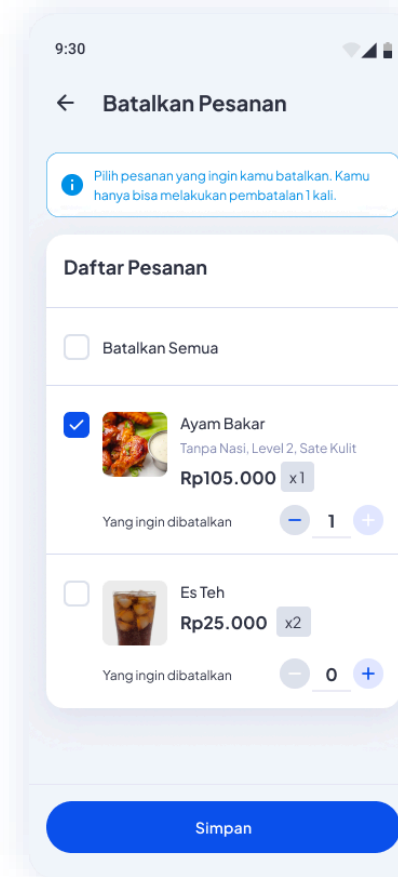 9:30
Batalkan Pesanan
Pilih pesanan yang ingin kamu batalkan. Kamu
hanya bisa melakukan pembatalan 1 kali.
Daftar Pesanan
Batalkan Semua
Ayam Bakar
Tanpa Nasi, Level 2, Sate Kulit
Rp105.000 x1
Yang ingin dibatalkan − 1 +
Es Teh
Rp25.000 x2
Yang ingin dibatalkan − 0 +
Simpan